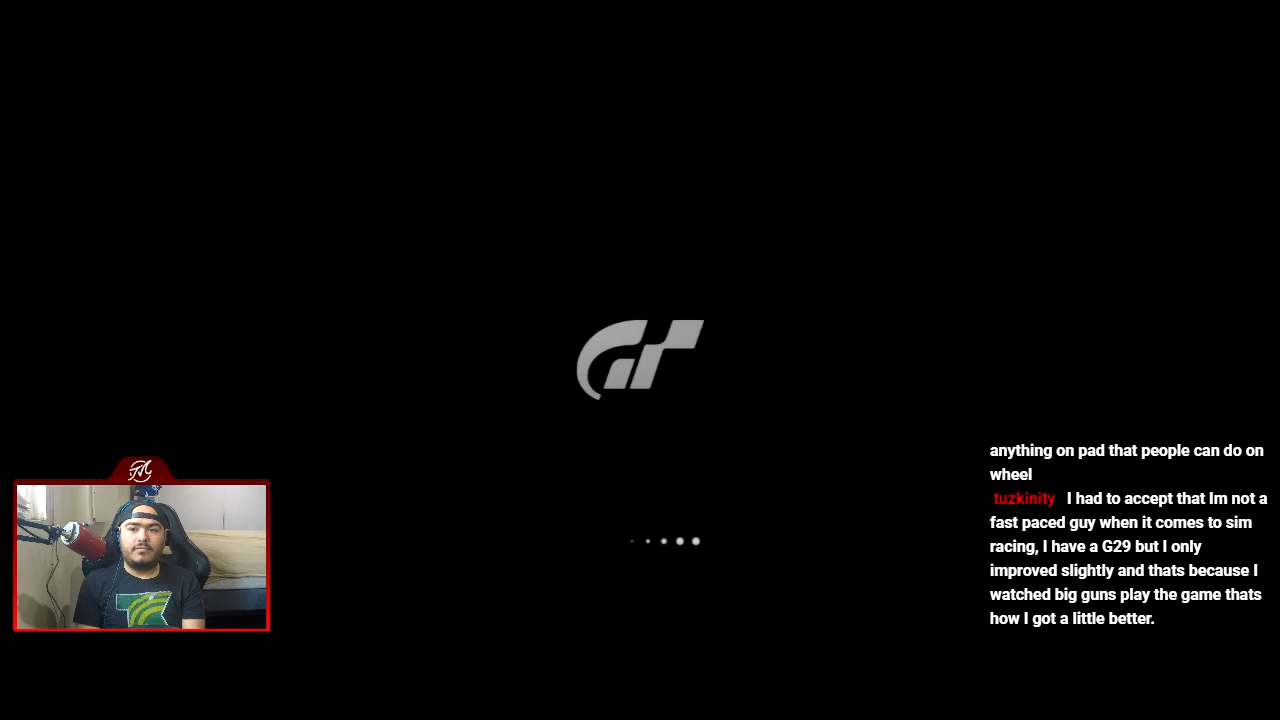 GT
anything on pad that people can do on
wheel
tuzkinity I had to accept that Im not a
fast paced guy when it comes to sim
racing, I have a G29 but I only
improved slightly and thats because I
watched big guns play the game thats
how I got a little better.